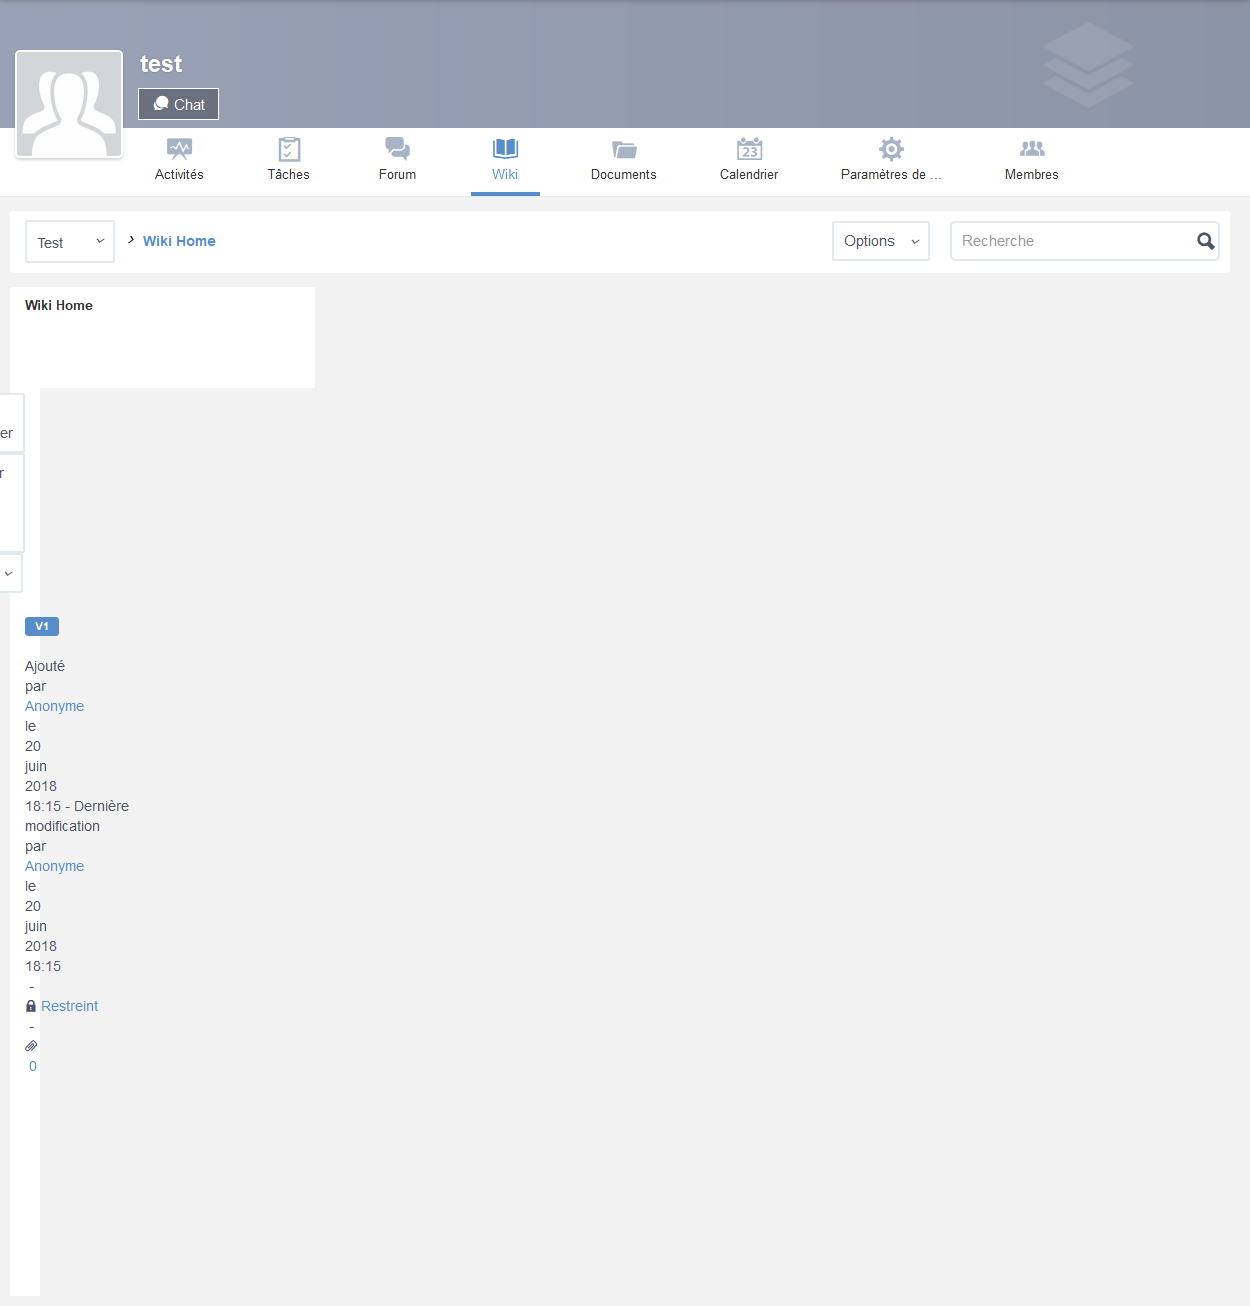 test
Chat
Activités
Tâches
Forum
Wiki
Documents
23
Calendrier
Paramètres de ...
Membres
Test
Wiki Home
Options
Recherche
Wiki Home
er
r
V1
Ajouté
par
Anonyme
le
20
juin
2018
18:15 - Dernière
modification
par
Anonyme
le
20
juin
2018
18:15
-
Restreint
-
0